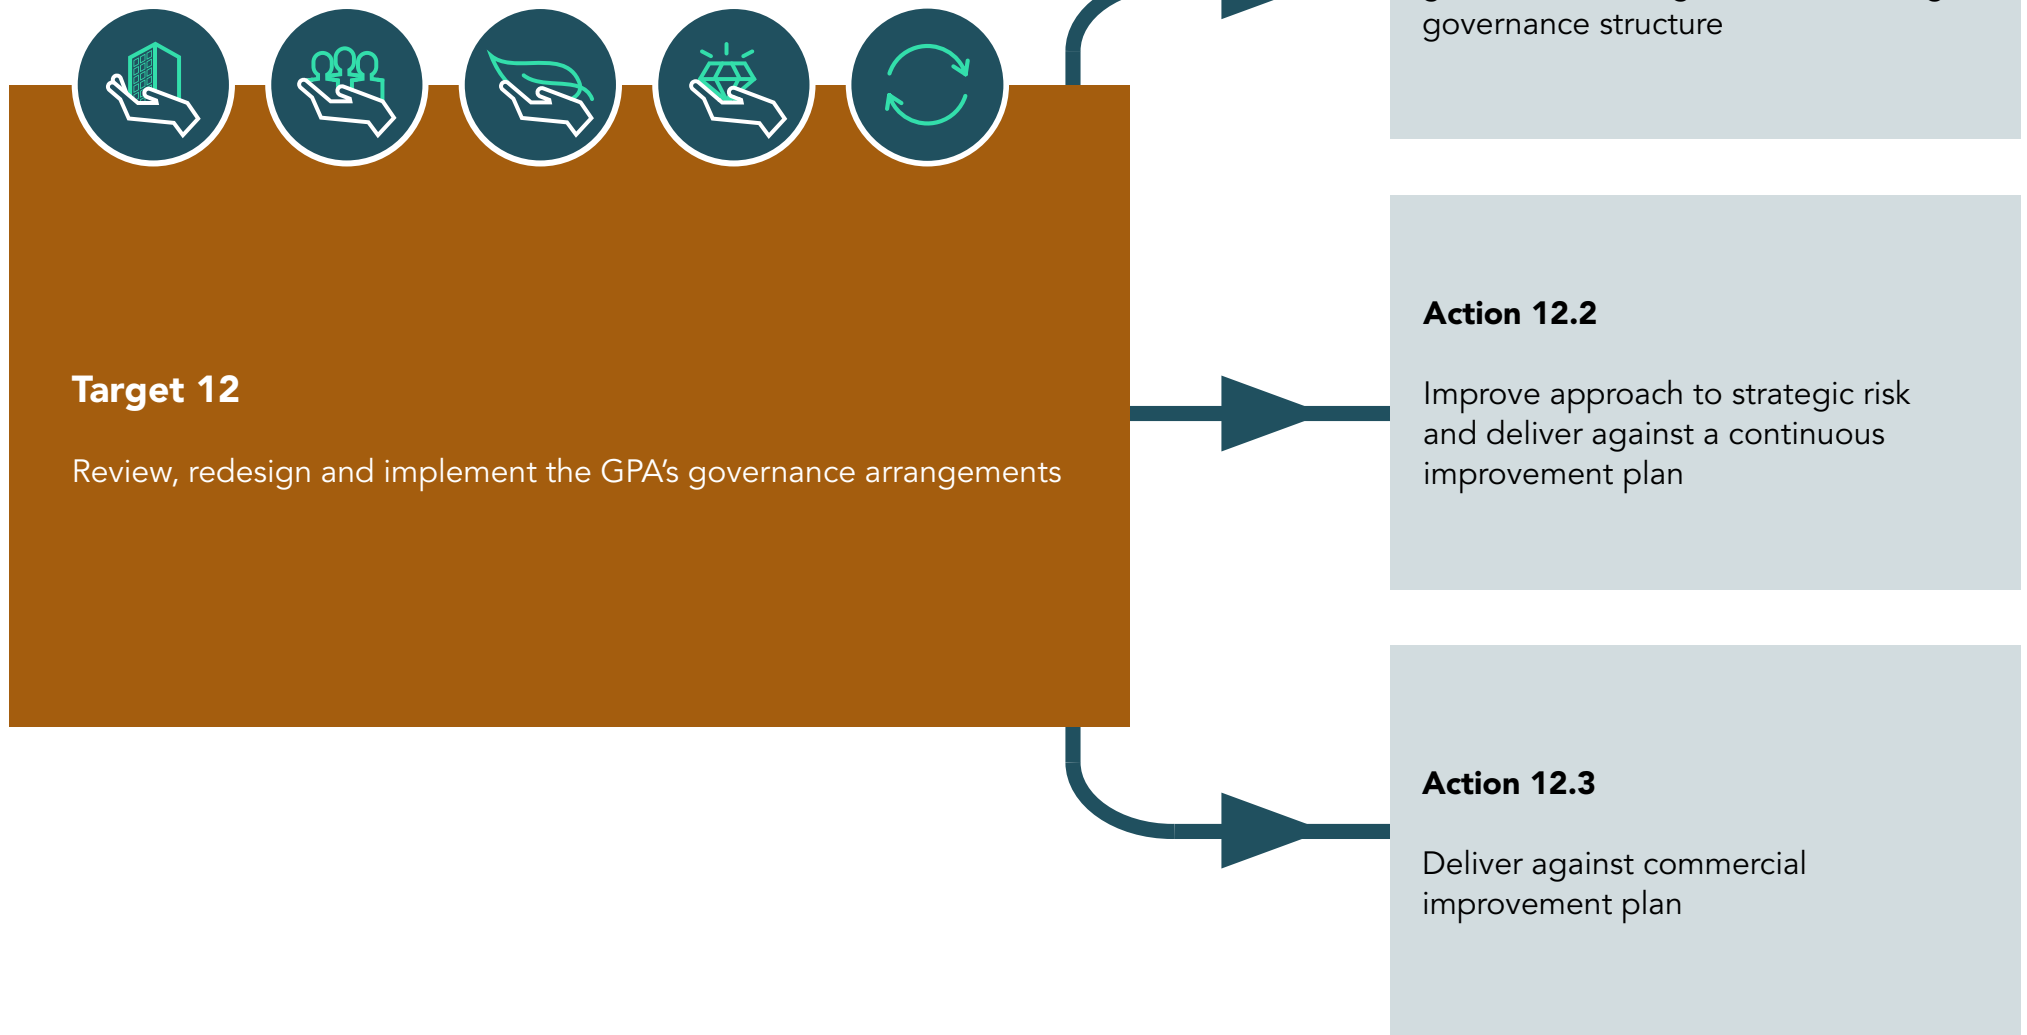 governance structure
Target 12
Review, redesign and implement the GPA's governance arrangements
Action 12.2
Improve approach to strategic risk
and deliver against a continuous
improvement plan
Action 12.3
Deliver against commercial
improvement plan